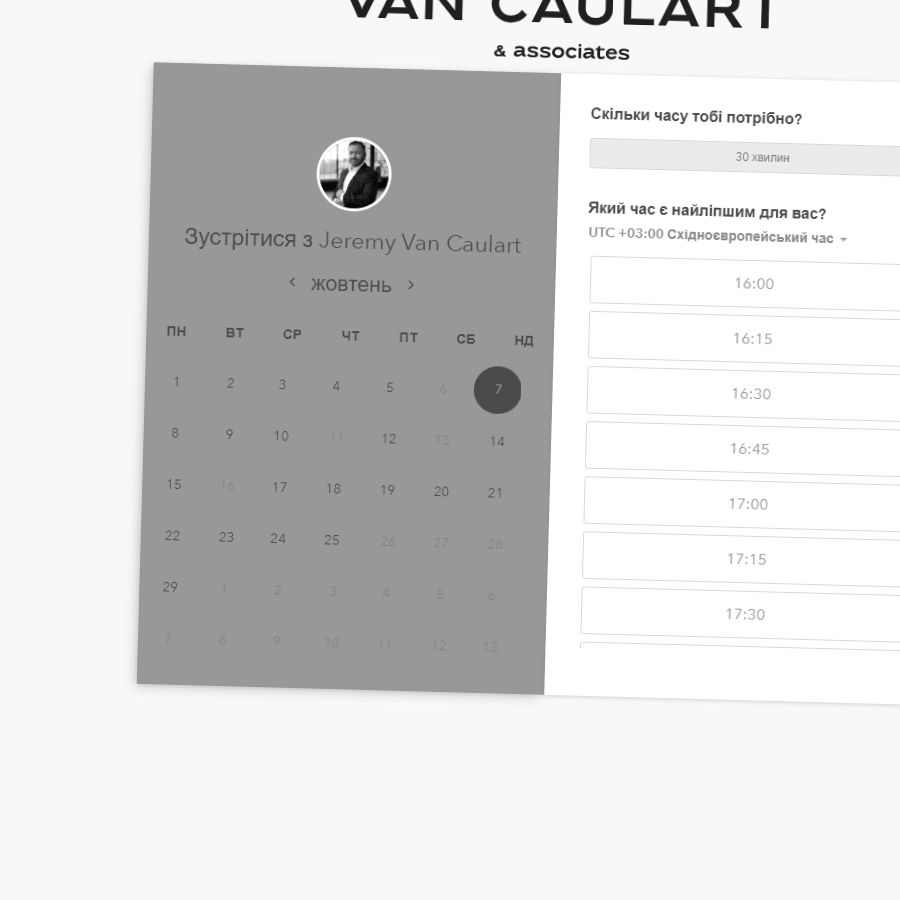 VAN CAULART
& associates
Зустрітися з Jeremy Van Caulart
жовтень
ПН ВТ СР ЧТ ПТ СБ НД
1 2 3 4 5 6 7
8 9 10 11 12 13 14
15 16 17 18 19 20 21
22 23 24 25 26 27 28
29 1 2 3 4 5 6
7 8 9 10 11 12 13
Скільки часу тобі потрібно?
30 хвилин
Який час є найліпшим для вас?
UTC +03:00 Східноєвропейський час
16:00
16:15
16:30
16:45
17:00
17:15
17:30